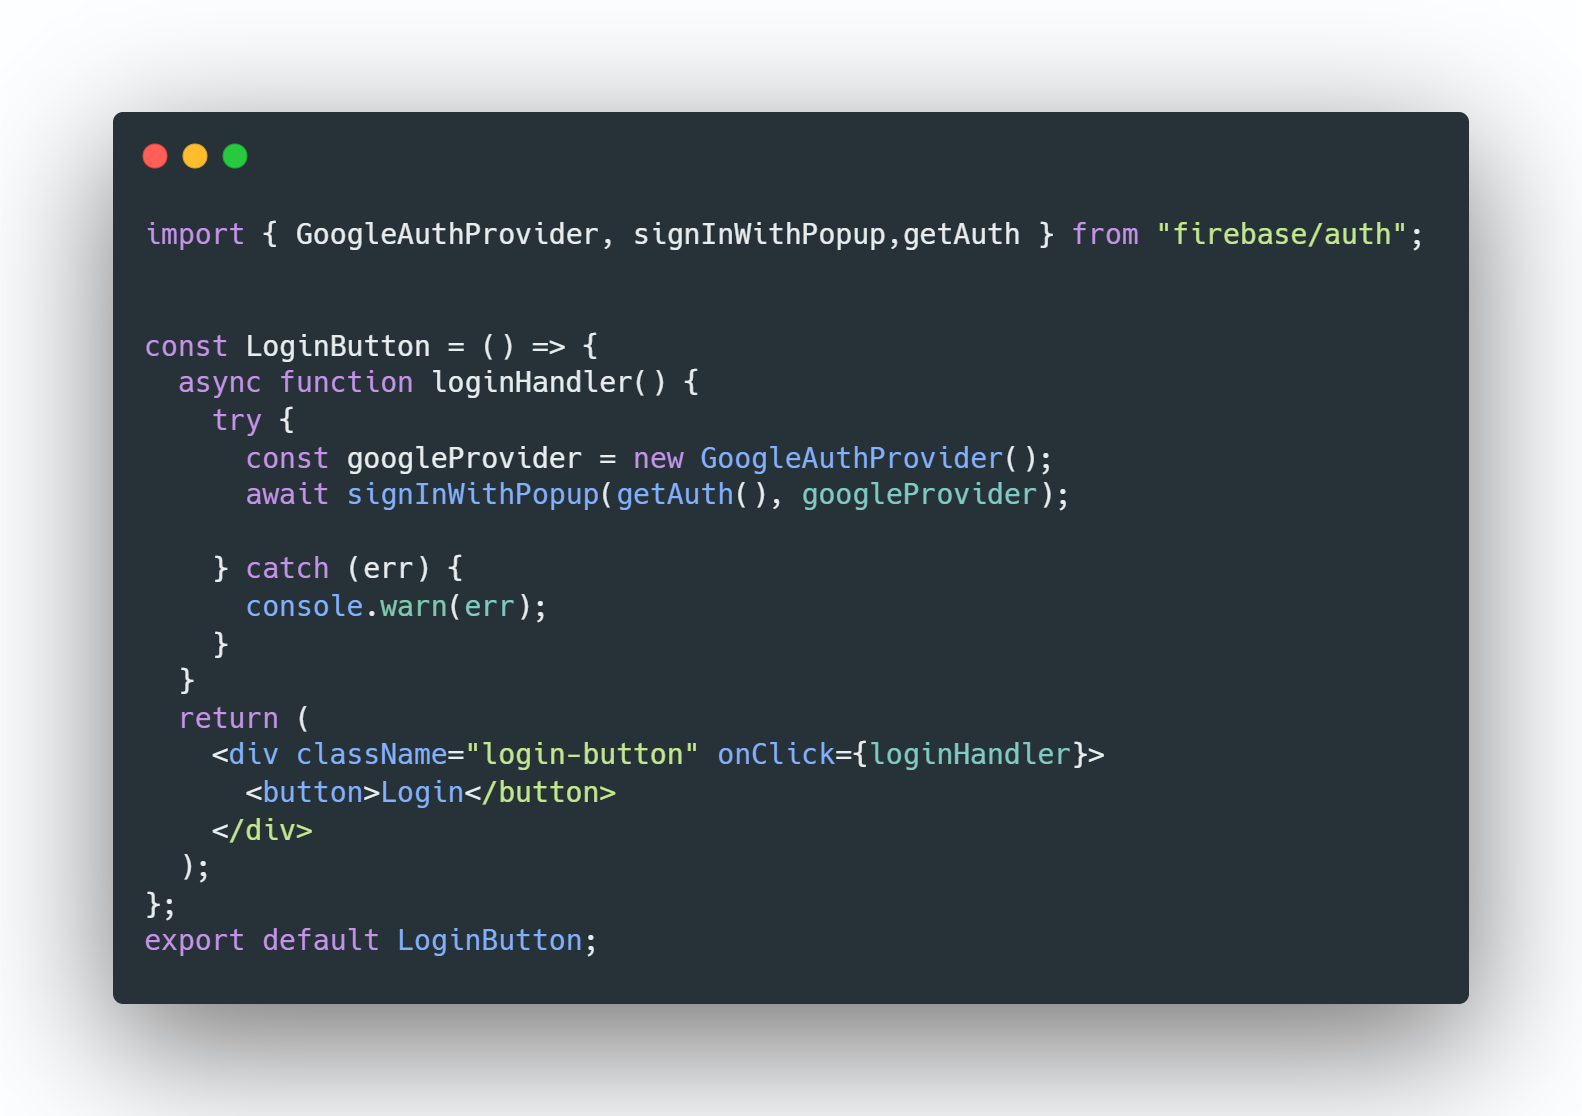 import { GoogleAuthProvider, signInWithPopup,getAuth } from "firebase/auth";
const LoginButton = () => {
  async function loginHandler() {
    try {
      const googleProvider = new GoogleAuthProvider();
      await signInWithPopup(getAuth(), googleProvider);
    } catch (err) {
      console.warn(err);
    }
  }
  return (
    <div className="login-button" onClick={loginHandler}>
      <button>Login</button>
    </div>
  );
};
export default LoginButton;